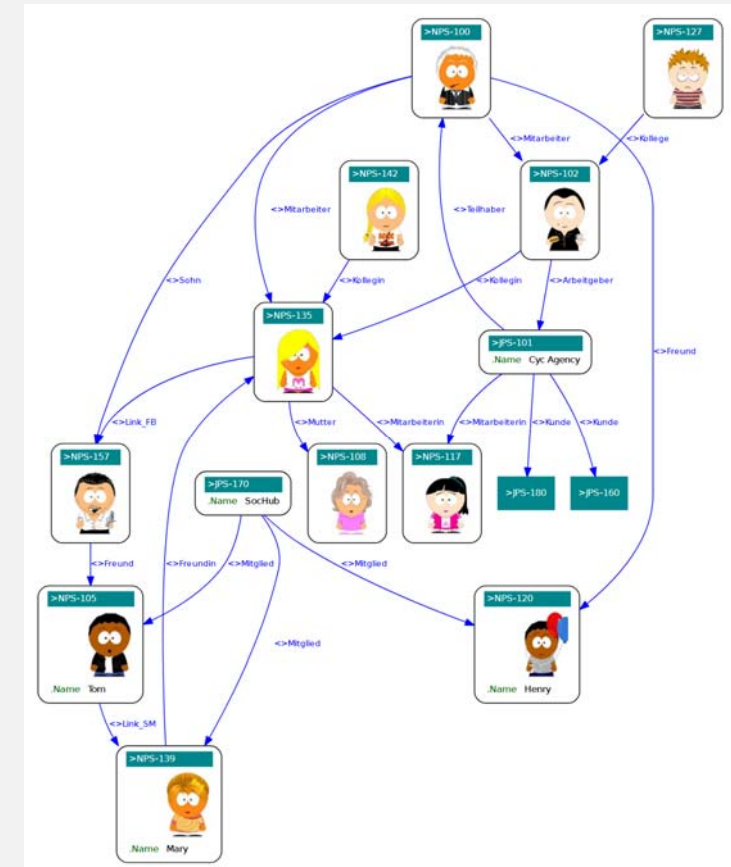 >NPS-100
>NPS-127
<>Mitarbeiter
<>Kollege
>NPS-142
>NPS-102
<>Mitarbeiter
<>Teilhaber
<>Sohn
<>Kollegin
<>Kollegin
<>Arbeitgeber
>NPS-135
>JPS-101
.Name Cyc Agency
<>Freund
<>Link_FB
<>Mutter
<>Mitarbeiterin
<>Mitarbeiterin
<>Kunde
<>Kunde
>NPS-157
>NPS-108
>NPS-117
>JPS-170
.Name SocHub
>JPS-180
>JPS-160
<>Freund
<>Freundin
<>Mitglied
<>Mitglied
>NPS-105
.Name Tom
>NPS-120
.Name Henry
<>Mitglied
<>Link_SM
>NPS-139
.Name Mary